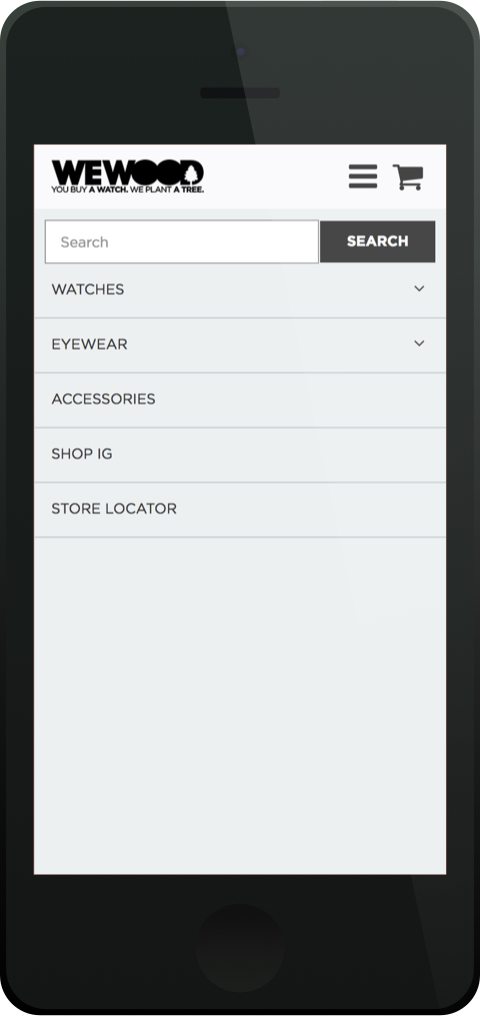 WEWOOD
YOU BUY A WATCH. WE PLANT A TREE.
Search
SEARCH
WATCHES
EYEWEAR
ACCESSORIES
SHOP IG
STORE LOCATOR